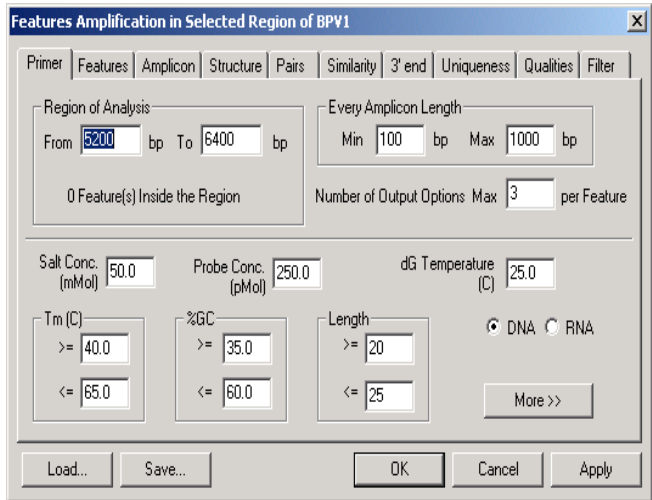 Features Amplification in Selected Region of BPV1
Primer Features Amplicon Structure Pairs Similarity 3' end Uniqueness Qualities Filter
Region of Analysis
From 5200 bp To 6400 bp
0 Feature(s) Inside the Region
Every Amplicon Length
Min 100 bp Max 1000 bp
Number of Output Options Max 3 per Feature
Salt Conc. (mMol) 50.0
Probe Conc. (pMol) 250.0
dG Temperature (C) 25.0
Tm (C)
>= 40.0
<= 65.0
%GC
>= 35.0
<= 60.0
Length
>= 20
<= 25
DNA RNA
More >>
Load... Save... OK Cancel Apply